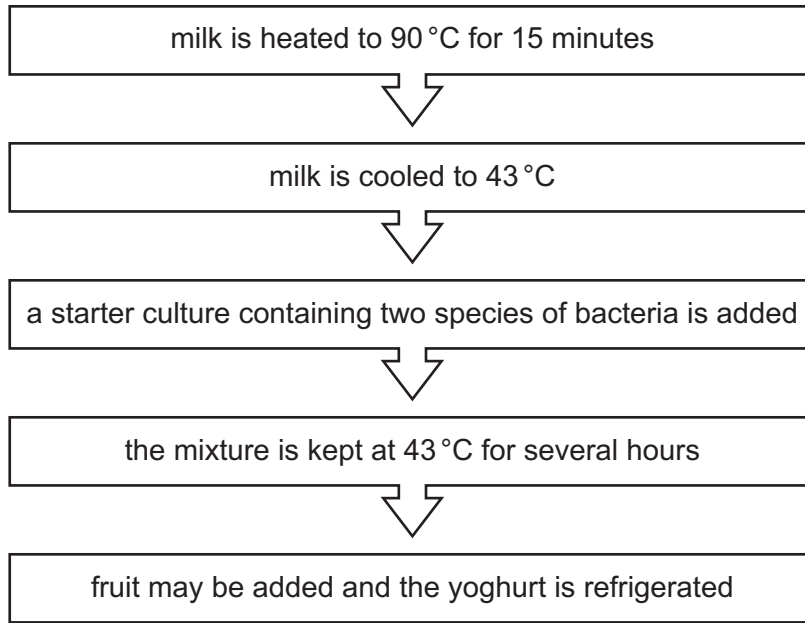 milk is heated to 90 °C for 15 minutes
milk is cooled to 43 °C
a starter culture containing two species of bacteria is added
the mixture is kept at 43 °C for several hours
fruit may be added and the yoghurt is refrigerated